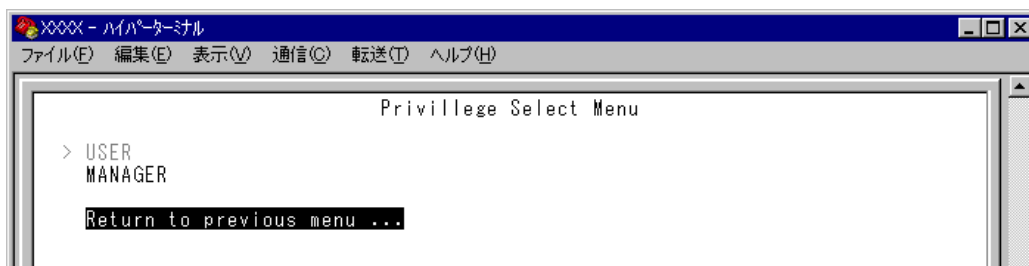 XXXX - ハイパーターミナル
ファイル(F) 編集(E) 表示(V) 通信(C) 転送(T) ヘルプ(H)
Privillege Select Menu
> USER
MANAGER
Return to previous menu ...